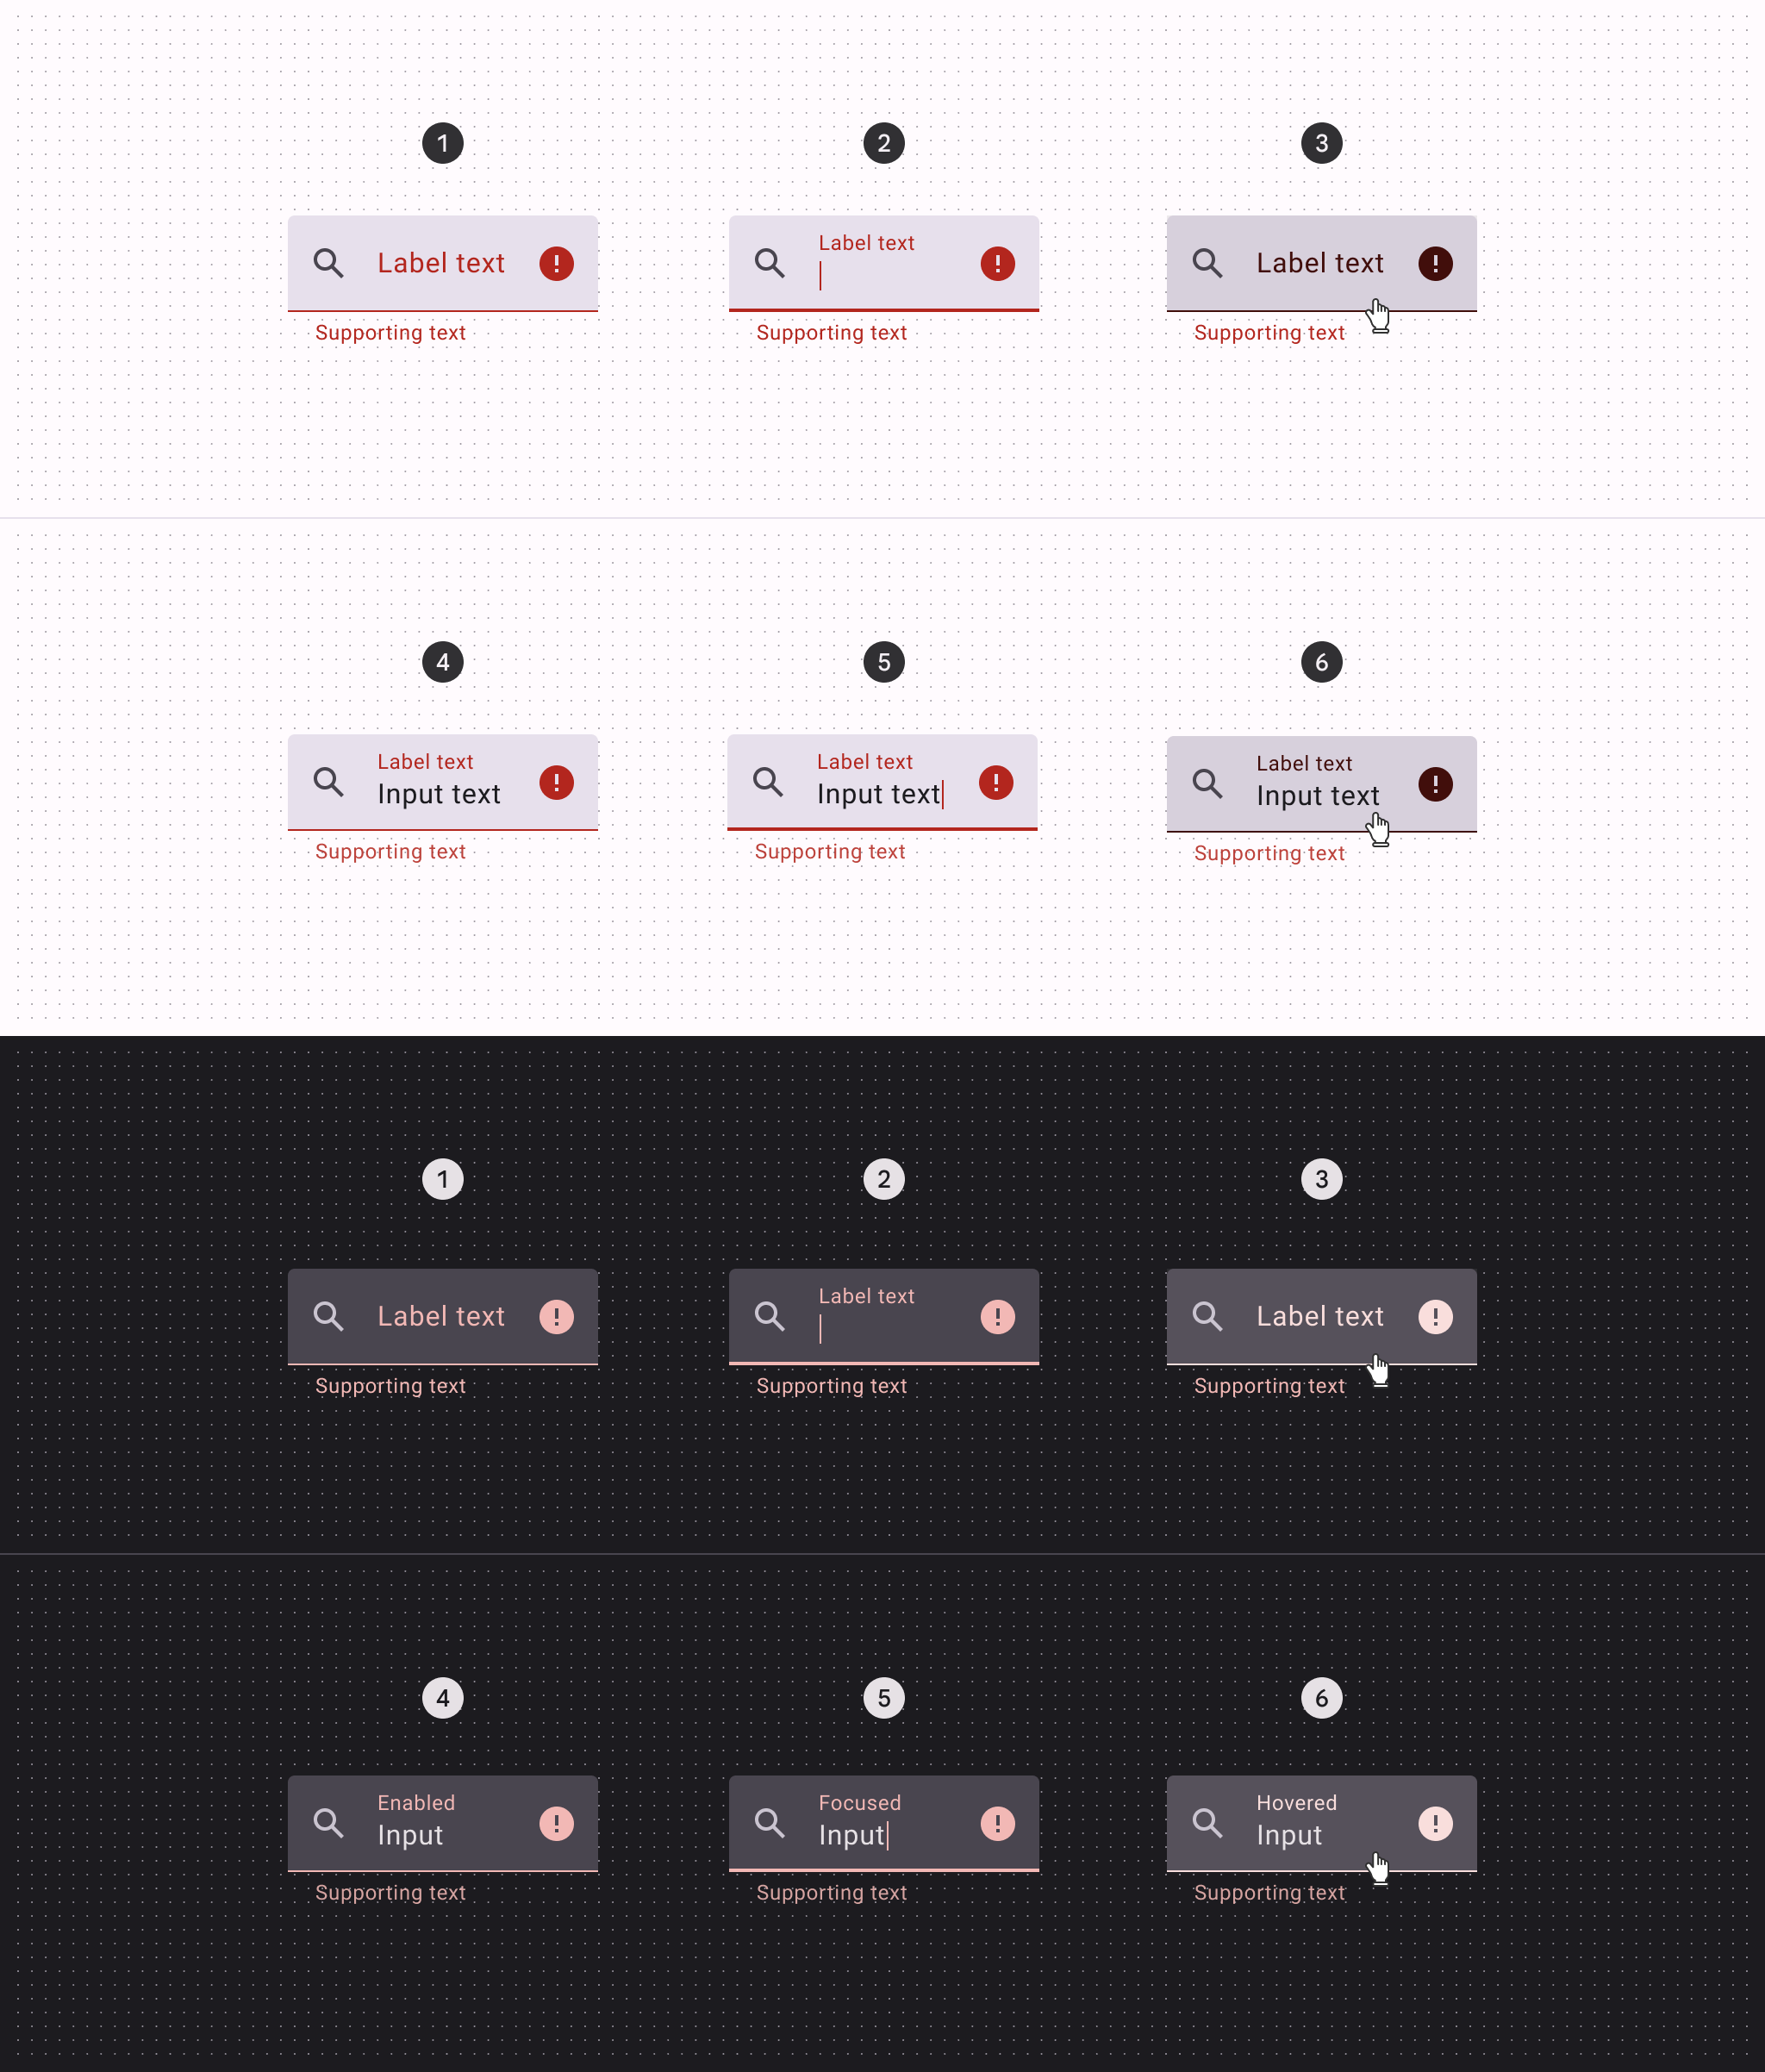 1 2 3
Label text ! Label text ! Label text !
Supporting text Supporting text Supporting text
4 5 6
Label text Label text Label text
Input text ! Input text ! Input text !
Supporting text Supporting text Supporting text
1 2 3
Label text ! Label text ! Label text !
Supporting text Supporting text Supporting text
4 5 6
Enabled Focused Hovered
Input ! Input ! Input !
Supporting text Supporting text Supporting text